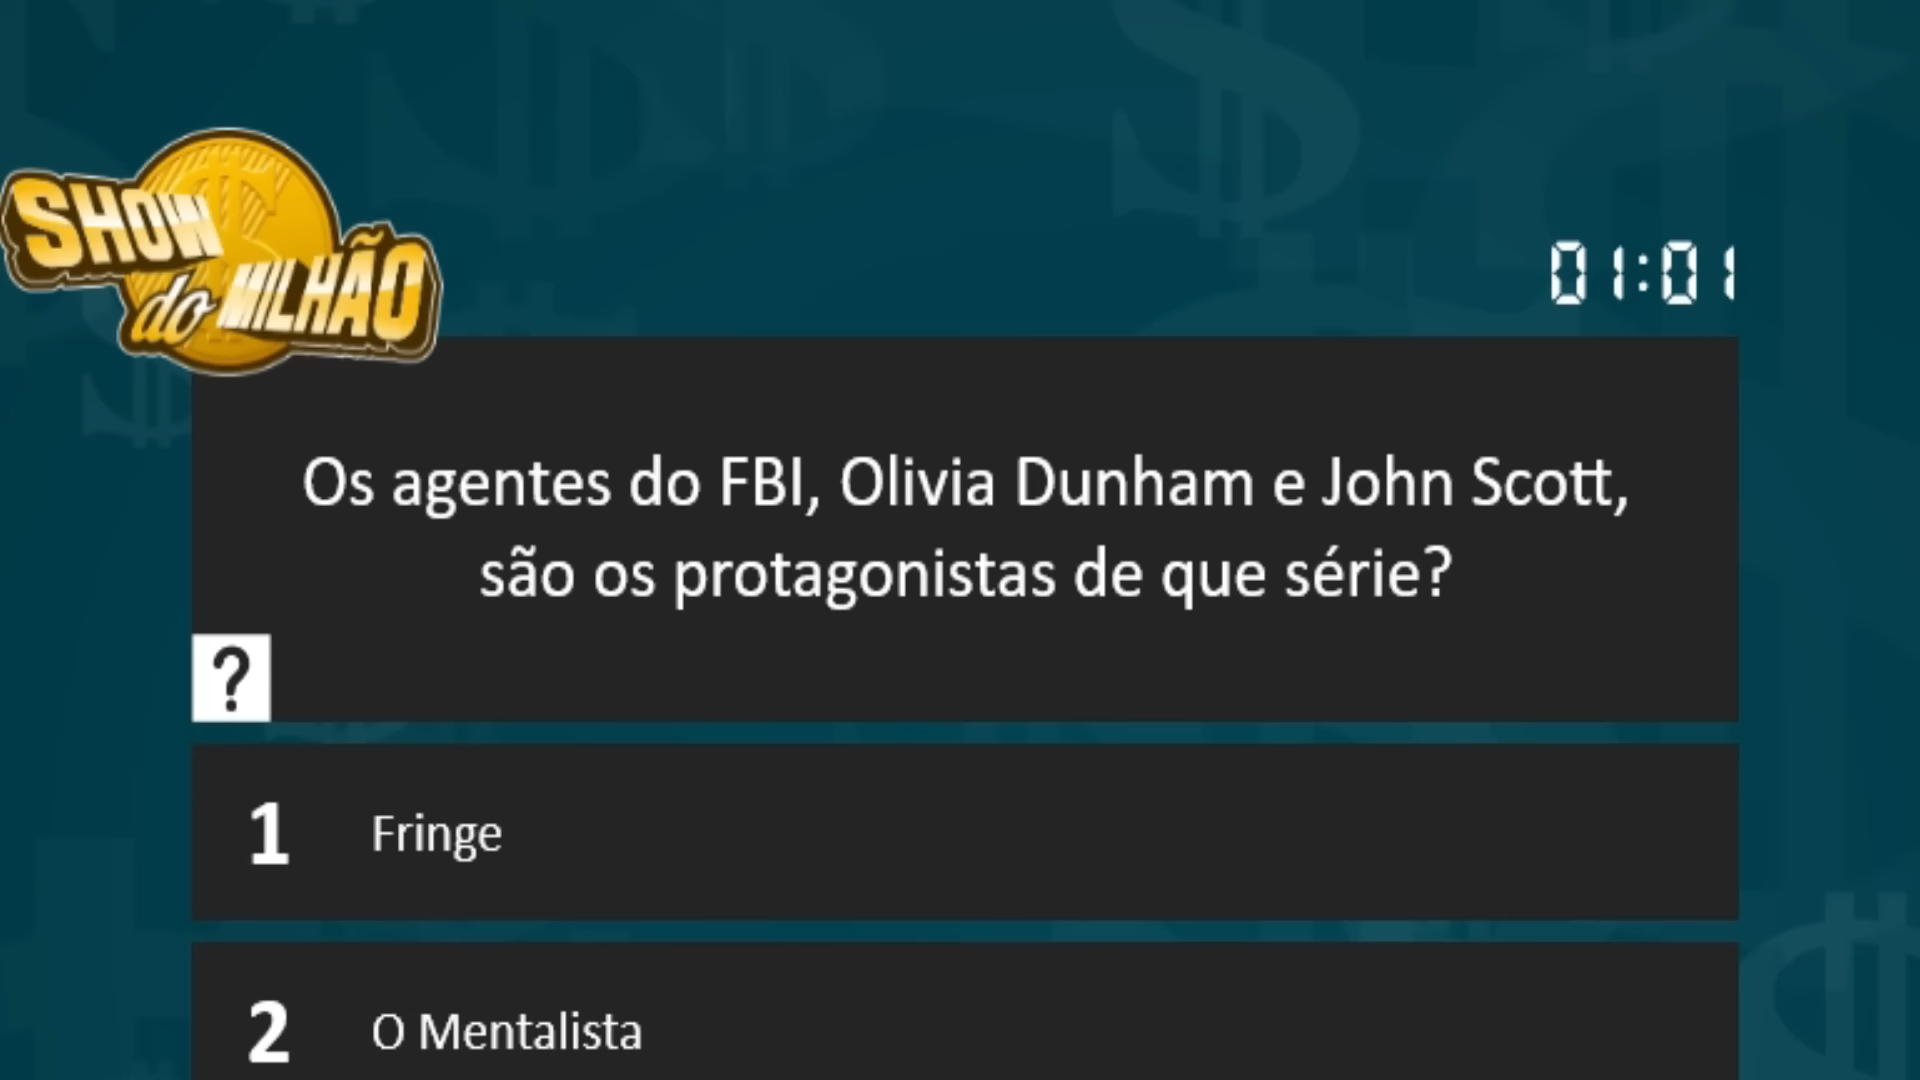 SHOW
do MILHÃO
01:01
Os agentes do FBI, Olivia Dunham e John Scott,
são os protagonistas de que série?
?
1 Fringe
2 O Mentalista